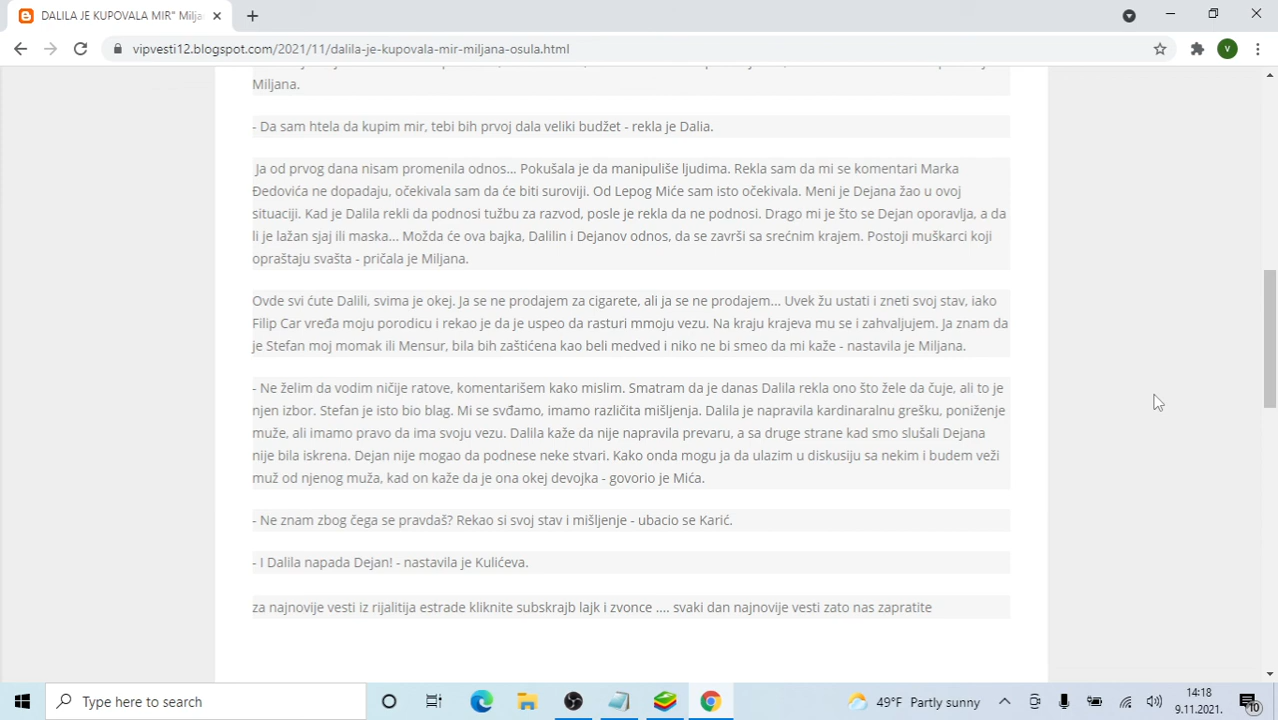 DALILA JE KUPOVALA MIR" Milja
vipvesti12.blogspot.com/2021/11/dalila-je-kupovala-mir-miljana-osula.html
V
Miljana.
- Da sam htela da kupim mir, tebi bih prvoj dala veliki budžet - rekla je Dalia.
Ja od prvog dana nisam promenila odnos... Pokušala je da manipuliše ljudima. Rekla sam da mi se komentari Marka
Đedovića ne dopadaju, očekivala sam da će biti suroviji. Od Lepog Miće sam isto očekivala. Meni je Dejana žao u ovoj
situaciji. Kad je Dalila rekli da podnosi tužbu za razvod, posle je rekla da ne podnosi. Drago mi je što se Dejan oporavlja, a da
li je lažan sjaj ili maska... Možda će ova bajka, Dalilin i Dejanov odnos, da se završi sa srećnim krajem. Postoji muškarci koji
opraštaju svašta - pričala je Miljana.
Ovde svi ćute Dalili, svima je okej. Ja se ne prodajem za cigarete, ali ja se ne prodajem... Uvek žu ustati i zneti svoj stav, iako
Filip Car vređa moju porodicu i rekao je da je uspeo da rasturi mmoju vezu. Na kraju krajeva mu se i zahvaljujem. Ja znam da
je Stefan moj momak ili Mensur, bila bih zaštićena kao beli medved i niko ne bi smeo da mi kaže - nastavila je Miljana.
- Ne želim da vodim ničije ratove, komentarišem kako mislim. Smatram da je danas Dalila rekla ono što žele da čuje, ali to je
njen izbor. Stefan je isto bio blag. Mi se svđamo, imamo različita mišljenja. Dalila je napravila kardinaralnu grešku, poniženje
muže, ali imamo pravo da ima svoju vezu. Dalila kaže da nije napravila prevaru, a sa druge strane kad smo slušali Dejana
nije bila iskrena. Dejan nije mogao da podnese neke stvari. Kako onda mogu ja da ulazim u diskusiju sa nekim i budem veži
muž od njenog muža, kad on kaže da je ona okej devojka - govorio je Mića.
- Ne znam zbog čega se pravdaš? Rekao si svoj stav i mišljenje - ubacio se Karić.
- I Dalila napada Dejan! - nastavila je Kulićeva.
za najnovije vesti iz rijalitija estrade kliknite subskrajb lajk i zvonce .... svaki dan najnovije vesti zato nas zapratite
Type here to search
49°F Partly sunny
14:18
9.11.2021.
10